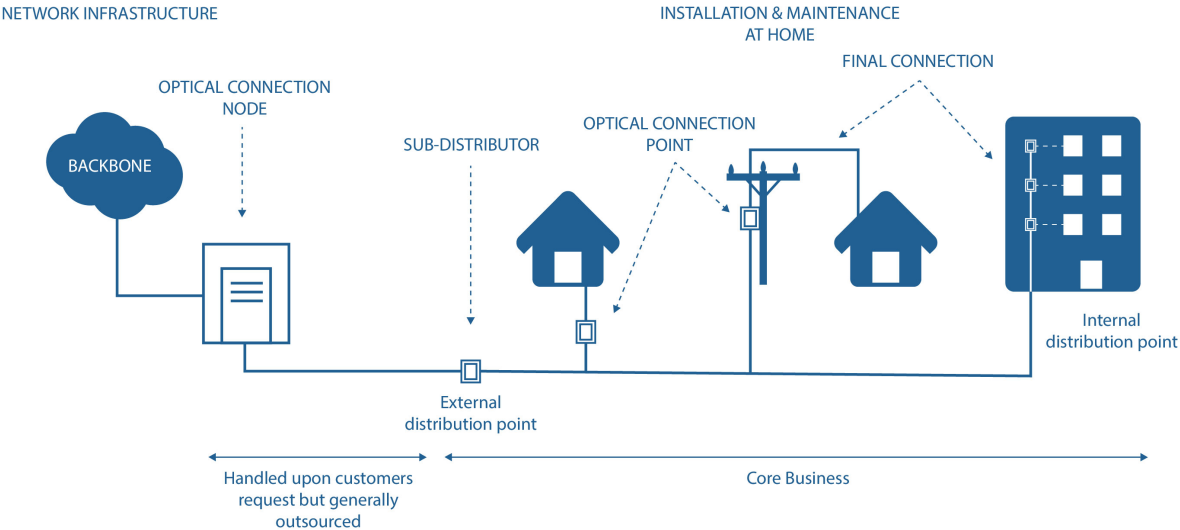 NETWORK INFRASTRUCTURE
INSTALLATION & MAINTENANCE
AT HOME
FINAL CONNECTION
OPTICAL CONNECTION
NODE
OPTICAL CONNECTION
POINT
SUB-DISTRIBUTOR
BACKBONE
Internal
distribution point
External
distribution point
Handled upon customers
request but generally
outsourced
Core Business